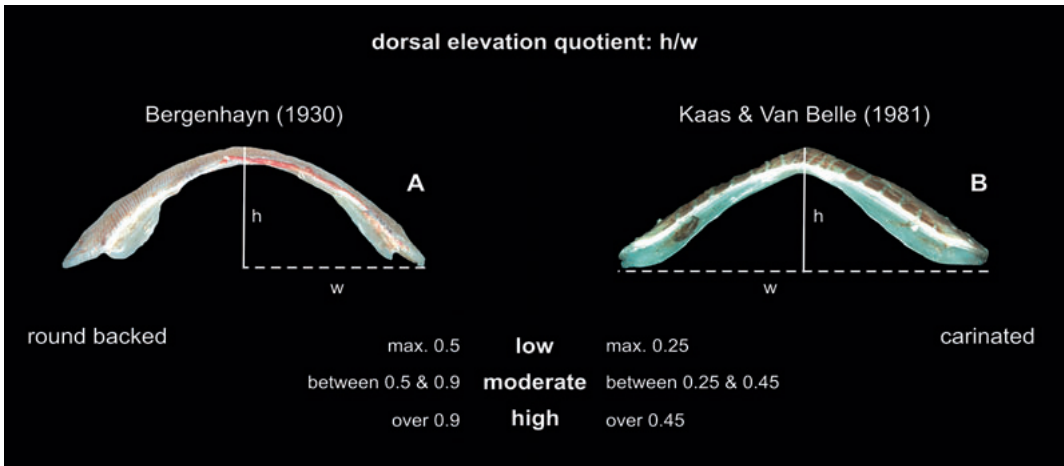 dorsal elevation quotient: h/w
Bergenhayn (1930)
Kaas & Van Belle (1981)
A
B
h
h
w
w
round backed
carinated
max. 0.5 low max. 0.25
between 0.5 & 0.9 moderate between 0.25 & 0.45
over 0.9 high over 0.45